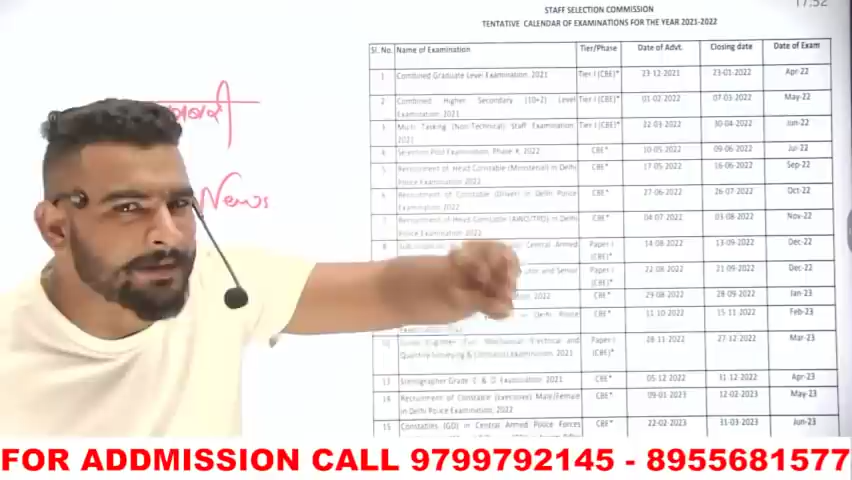 17:52
STAFF SELECTION COMMISSION
TENTATIVE CALENDAR OF EXAMINATIONS FOR THE YEAR 2021-2022
Sl. No. Name of Examination Tier/Phase Date of Advt. Closing date Date of Exam
1 Combined Graduate Level Examination, 2021 Tier-I (CBE)* 23-12-2021 23-01-2022 Apr-22
2 Combined Higher Secondary (10+2) Level Examination, 2021 Tier-I (CBE)* 01-02-2022 07-03-2022 May-22
3 Multi Tasking (Non-Technical) Staff Examination, 2021 Tier-I (CBE)* 22-03-2022 30-04-2022 Jun-22
4 Selection Post Examination, Phase-X, 2022 CBE* 10-05-2022 09-06-2022 Jul-22
5 Recruitment of Head Constable (Ministerial) in Delhi Police Examination, 2022 CBE* 17-05-2022 16-06-2022 Sep-22
6 Recruitment of Constable (Driver) in Delhi Police Examination, 2022 CBE* 27-06-2022 26-07-2022 Oct-22
7 Recruitment of Head Constable (AWO/TPO) in Delhi Police Examination, 2022 CBE* 04-07-2022 03-08-2022 Nov-22
8 Central Armed Paper-I (CBE)* 14-08-2022 13-09-2022 Dec-22
and Senior Paper-I (CBE)* 22-08-2022 21-09-2022 Dec-22
2022 CBE* 29-08-2022 28-09-2022 Jan-23
in Delhi Police CBE* 11-10-2022 15-11-2022 Feb-23
Mechanical, Electrical and Quantity Surveying & Contracts) Examination, 2021 Paper-I (CBE)* 28-11-2022 27-12-2022 Mar-23
13 Stenographer Grade 'C' & 'D' Examination, 2021 CBE* 05-12-2022 31-12-2022 Apr-23
14 Recruitment of Constable (Executive) Male/Female in Delhi Police Examination, 2022 CBE* 09-01-2023 12-02-2023 May-23
15 Constables (GD) in Central Armed Police Forces CBE* 22-02-2023 31-03-2023 Jun-23
News
FOR ADDMISSION CALL 9799792145 - 8955681577